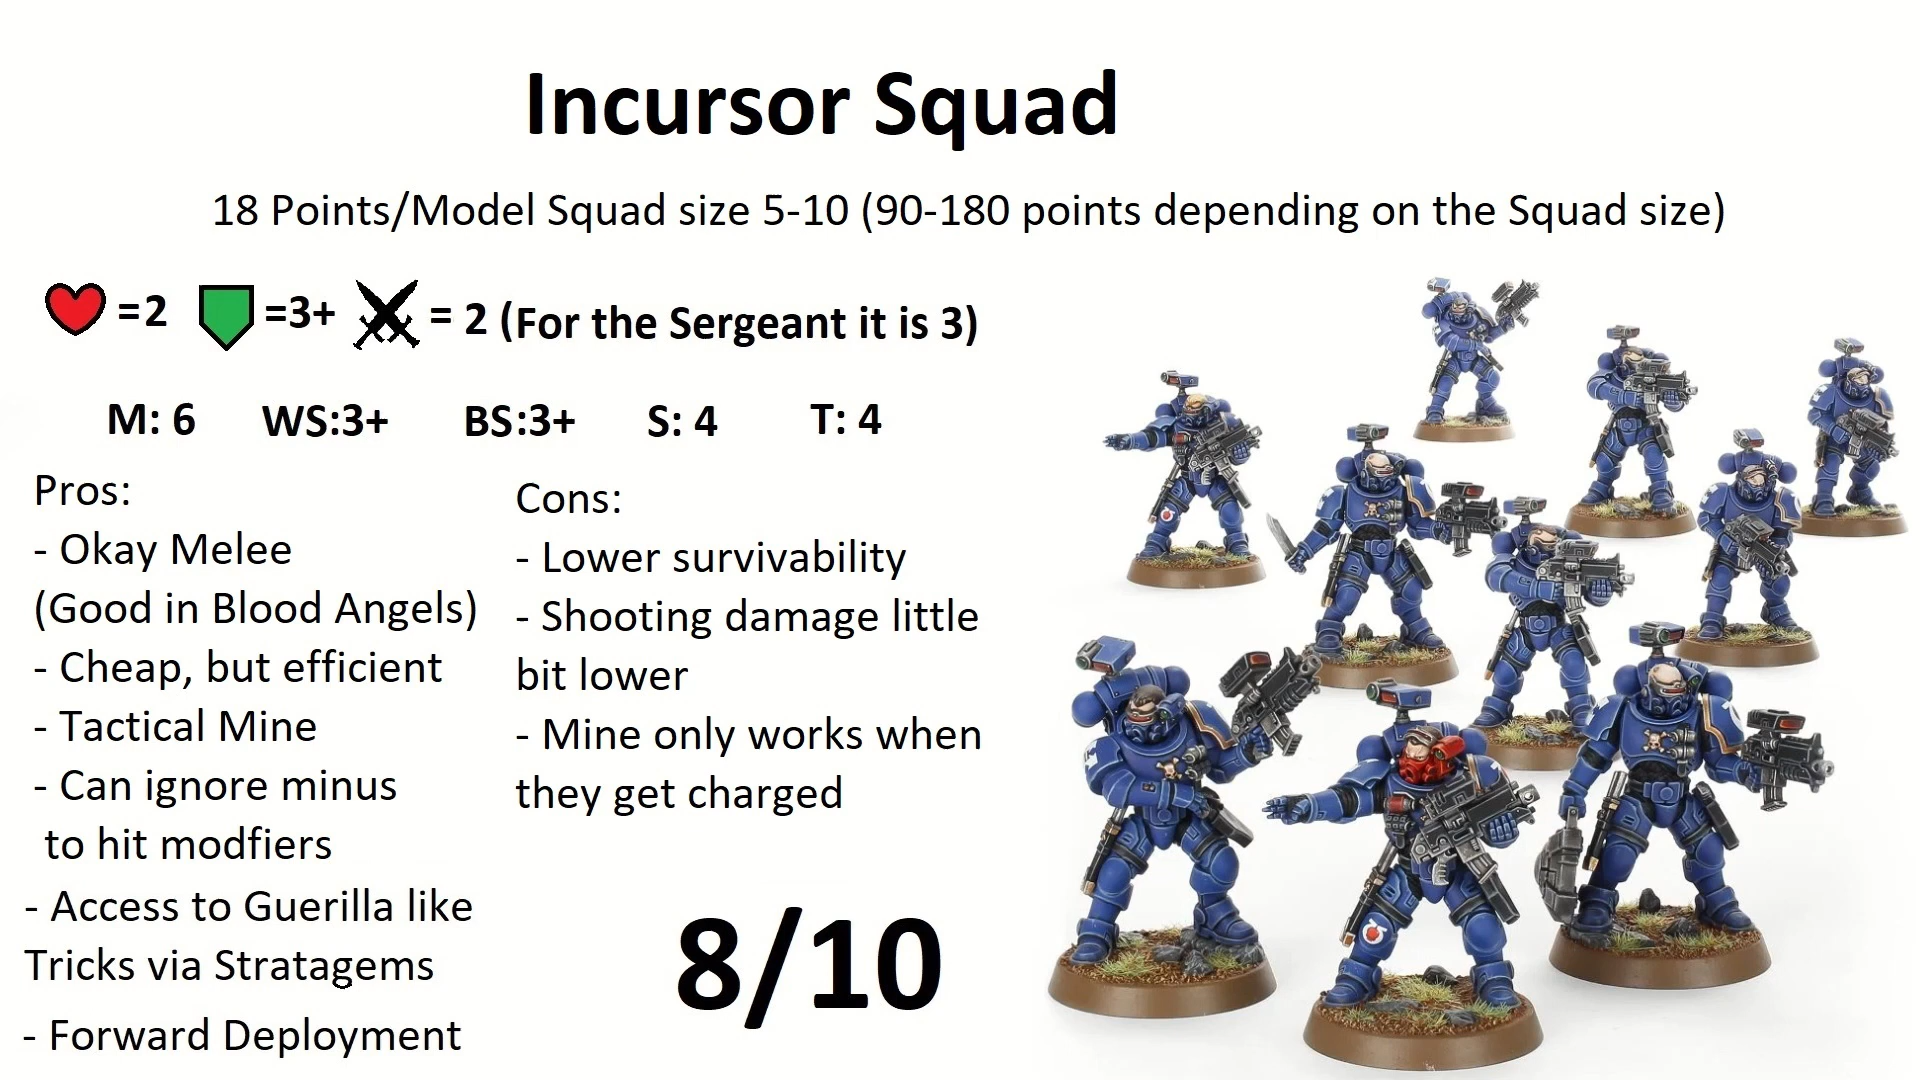 Incursor Squad
18 Points/Model Squad size 5-10 (90-180 points depending on the Squad size)
=2 =3+ = 2 (For the Sergeant it is 3)
M: 6 WS:3+ BS:3+ S: 4 T: 4
Pros:
- Okay Melee
(Good in Blood Angels)
- Cheap, but efficient
- Tactical Mine
- Can ignore minus
to hit modfiers
- Access to Guerilla like
Tricks via Stratagems
- Forward Deployment
Cons:
- Lower survivability
- Shooting damage little
bit lower
- Mine only works when
they get charged
8/10